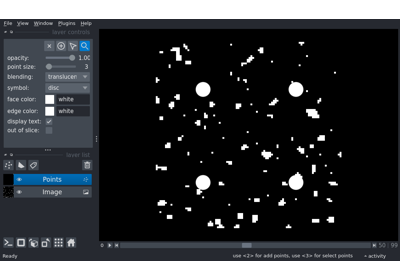 File View Window Plugins Help
layer controls
opacity: 1.00
point size: 3
blending: translucen
symbol: disc
face color: white
edge color: white
display text:
out of slice:
layer list
Points
Image
0 50 99
use <2> for add points, use <3> for select points activity